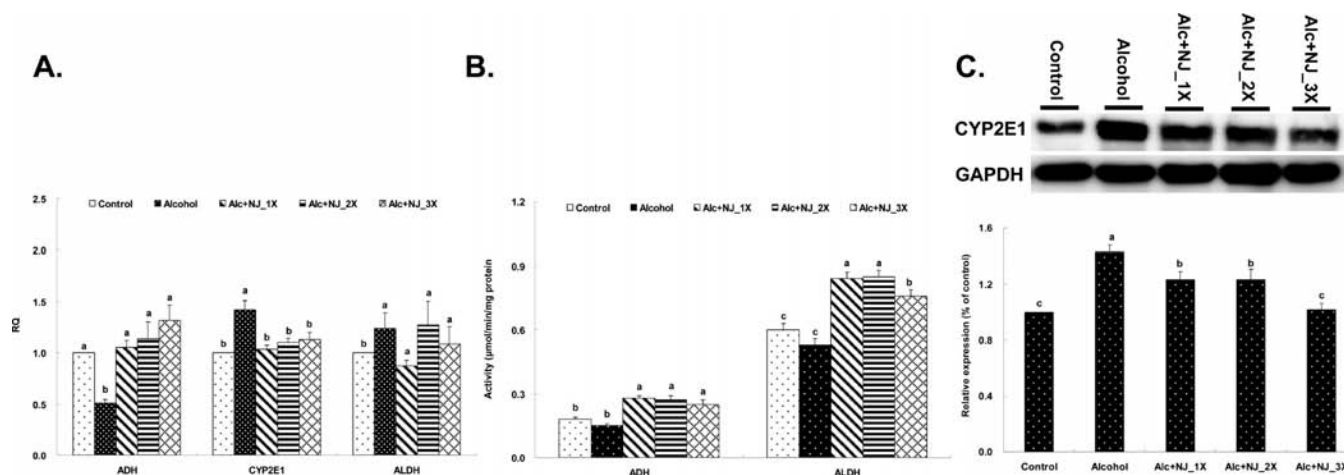 A.
2.5
Control Alcohol Alc+NJ_1X Alc+NJ_2X Alc+NJ_3X
2.0
1.5
RQ
1.0
0.5
0.0
a b a a a
b a b b b
b a a a a
ADH CYP2E1 ALDH
B.
1.2
Control Alcohol Alc+NJ_1X Alc+NJ_2X Alc+NJ_3X
0.9
Activity (μmol/min/mg protein)
0.6
0.3
0.0
b b a a a
c c a a b
ADH ALDH
C.
Control Alcohol Alc+NJ_1X Alc+NJ_2X Alc+NJ_3X
CYP2E1
GAPDH
1.6
Relative expression (% of control)
1.2
0.8
0.4
0.0
c a b b c
Control Alcohol Alc+NJ_1X Alc+NJ_2X